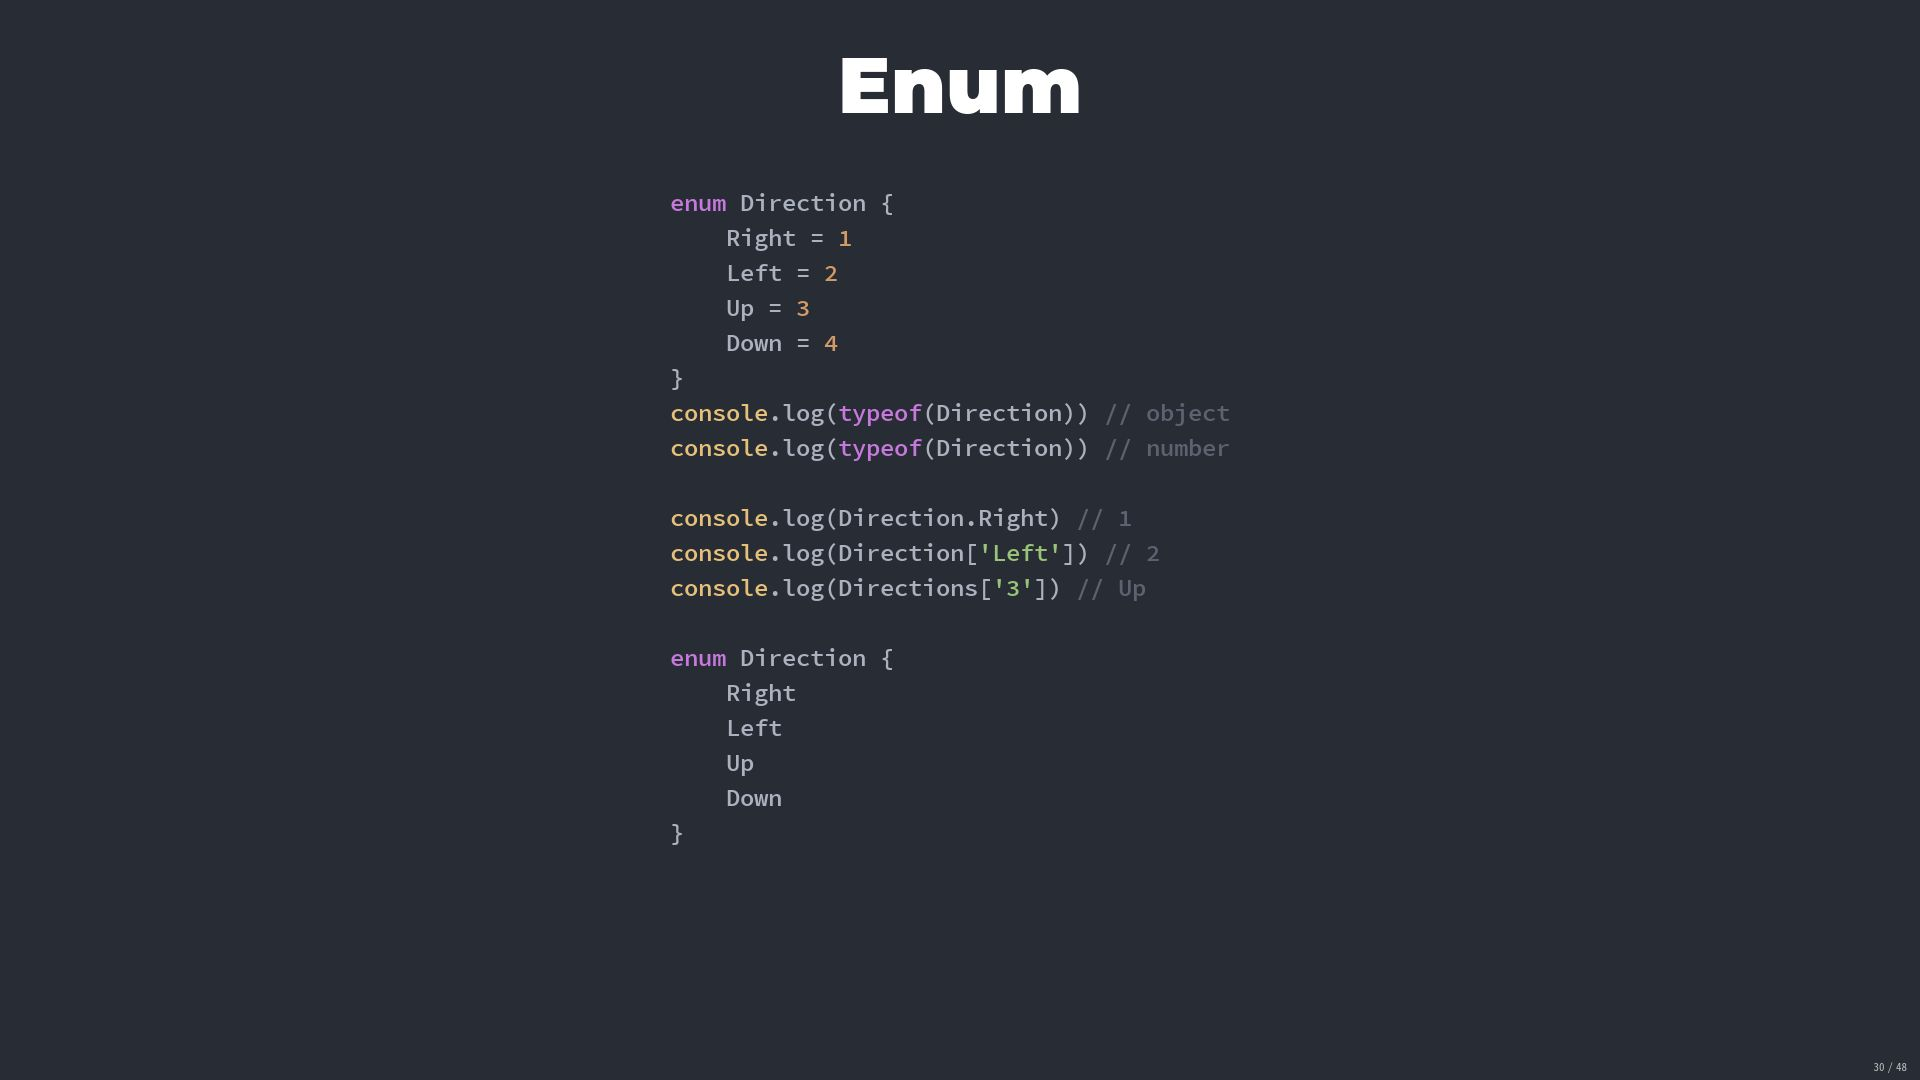 Enum
enum Direction {
    Right = 1
    Left = 2
    Up = 3
    Down = 4
}
console.log(typeof(Direction)) // object
console.log(typeof(Direction)) // number

console.log(Direction.Right) // 1
console.log(Direction['Left']) // 2
console.log(Directions['3']) // Up

enum Direction {
    Right
    Left
    Up
    Down
}
30 / 48